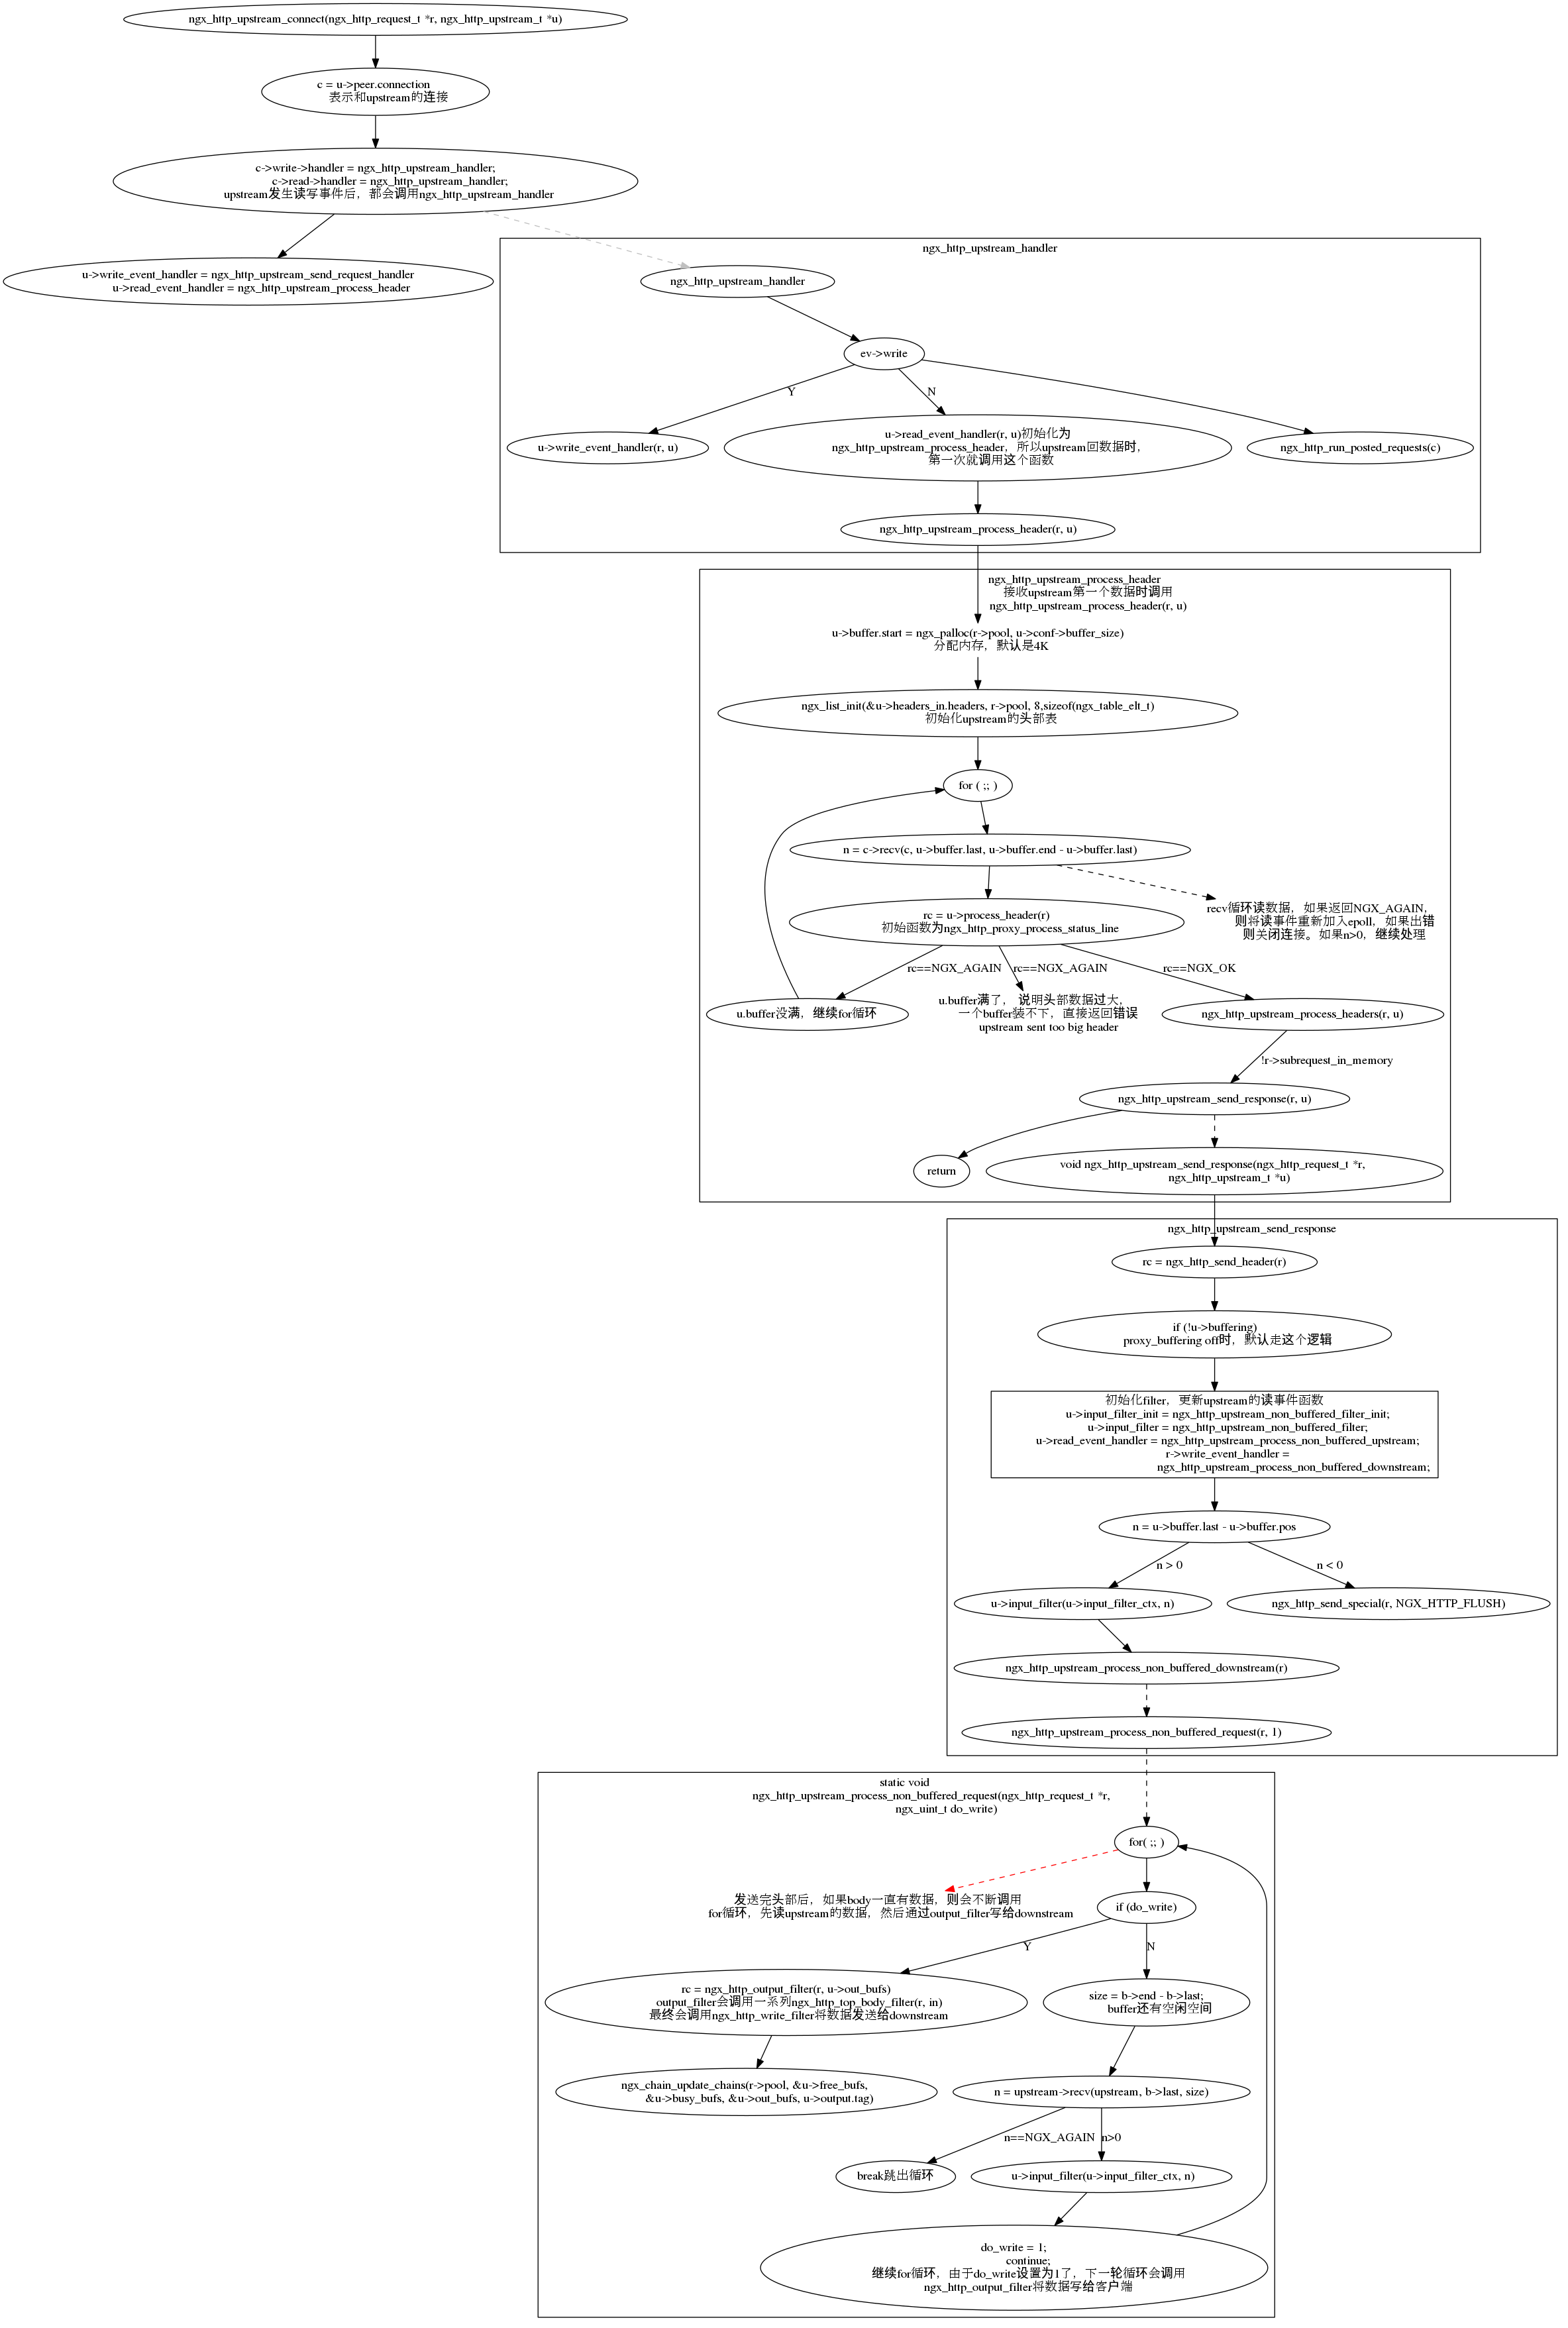 ngx_http_upstream_connect(ngx_http_request_t *r, ngx_http_upstream_t *u)
c = u->peer.connection
表示和upstream的连接
c->write->handler = ngx_http_upstream_handler;
c->read->handler = ngx_http_upstream_handler;
upstream发生读写事件后，都会调用ngx_http_upstream_handler
u->write_event_handler = ngx_http_upstream_send_request_handler
u->read_event_handler = ngx_http_upstream_process_header
ngx_http_upstream_handler
ngx_http_upstream_handler
ev->write
Y
N
u->write_event_handler(r, u)
u->read_event_handler(r, u)初始化为
ngx_http_upstream_process_header，所以upstream回数据时，
第一次就调用这个函数
ngx_http_run_posted_requests(c)
ngx_http_upstream_process_header(r, u)
ngx_http_upstream_process_header
接收upstream第一个数据时调用
ngx_http_upstream_process_header(r, u)
u->buffer.start = ngx_palloc(r->pool, u->conf->buffer_size)
分配内存，默认是4K
ngx_list_init(&u->headers_in.headers, r->pool, 8,sizeof(ngx_table_elt_t)
初始化upstream的头部表
for ( ;; )
n = c->recv(c, u->buffer.last, u->buffer.end - u->buffer.last)
recv循环读数据，如果返回NGX_AGAIN，
则将读事件重新加入epoll，如果出错
则关闭连接。如果n>0，继续处理
rc = u->process_header(r)
初始函数为ngx_http_proxy_process_status_line
rc==NGX_AGAIN
rc==NGX_AGAIN
rc==NGX_OK
u.buffer没满，继续for循环
u.buffer满了， 说明头部数据过大，
一个buffer装不下，直接返回错误
upstream sent too big header
ngx_http_upstream_process_headers(r, u)
!r->subrequest_in_memory
ngx_http_upstream_send_response(r, u)
return
void ngx_http_upstream_send_response(ngx_http_request_t *r,
ngx_http_upstream_t *u)
ngx_http_upstream_send_response
rc = ngx_http_send_header(r)
if (!u->buffering)
proxy_buffering off时，默认走这个逻辑
初始化filter，更新upstream的读事件函数
u->input_filter_init = ngx_http_upstream_non_buffered_filter_init;
u->input_filter = ngx_http_upstream_non_buffered_filter;
u->read_event_handler = ngx_http_upstream_process_non_buffered_upstream;
r->write_event_handler =
ngx_http_upstream_process_non_buffered_downstream;
n = u->buffer.last - u->buffer.pos
n > 0
n < 0
u->input_filter(u->input_filter_ctx, n)
ngx_http_send_special(r, NGX_HTTP_FLUSH)
ngx_http_upstream_process_non_buffered_downstream(r)
ngx_http_upstream_process_non_buffered_request(r, 1)
static void
ngx_http_upstream_process_non_buffered_request(ngx_http_request_t *r,
ngx_uint_t do_write)
for( ;; )
发送完头部后，如果body一直有数据，则会不断调用
for循环，先读upstream的数据，然后通过output_filter写给downstream
if (do_write)
Y
N
rc = ngx_http_output_filter(r, u->out_bufs)
output_filter会调用一系列ngx_http_top_body_filter(r, in)
最终会调用ngx_http_write_filter将数据发送给downstream
size = b->end - b->last;
buffer还有空闲空间
ngx_chain_update_chains(r->pool, &u->free_bufs,
&u->busy_bufs, &u->out_bufs, u->output.tag)
n = upstream->recv(upstream, b->last, size)
n==NGX_AGAIN
n>0
break跳出循环
u->input_filter(u->input_filter_ctx, n)
do_write = 1;
continue;
继续for循环，由于do_write设置为1了，下一轮循环会调用
ngx_http_output_filter将数据写给客户端